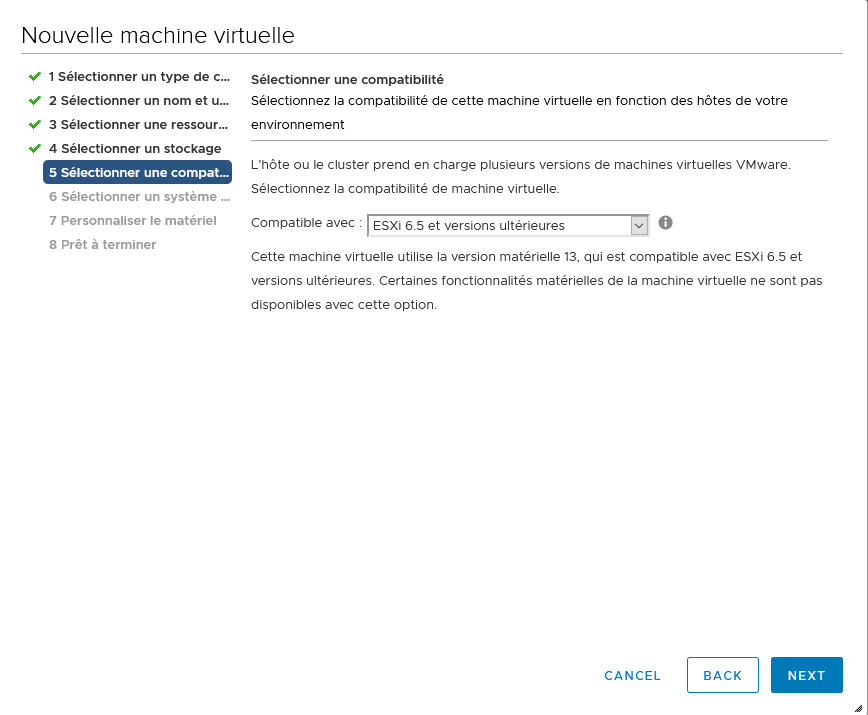 Nouvelle machine virtuelle
1 Sélectionner un type de c...
2 Sélectionner un nom et u...
3 Sélectionner une ressour...
4 Sélectionner un stockage
5 Sélectionner une compat...
6 Sélectionner un système ...
7 Personnaliser le matériel
8 Prêt à terminer
Sélectionner une compatibilité
Sélectionnez la compatibilité de cette machine virtuelle en fonction des hôtes de votre
environnement
L'hôte ou le cluster prend en charge plusieurs versions de machines virtuelles VMware.
Sélectionnez la compatibilité de machine virtuelle.
Compatible avec : ESXi 6.5 et versions ultérieures
Cette machine virtuelle utilise la version matérielle 13, qui est compatible avec ESXi 6.5 et
versions ultérieures. Certaines fonctionnalités matérielles de la machine virtuelle ne sont pas
disponibles avec cette option.
CANCEL BACK NEXT